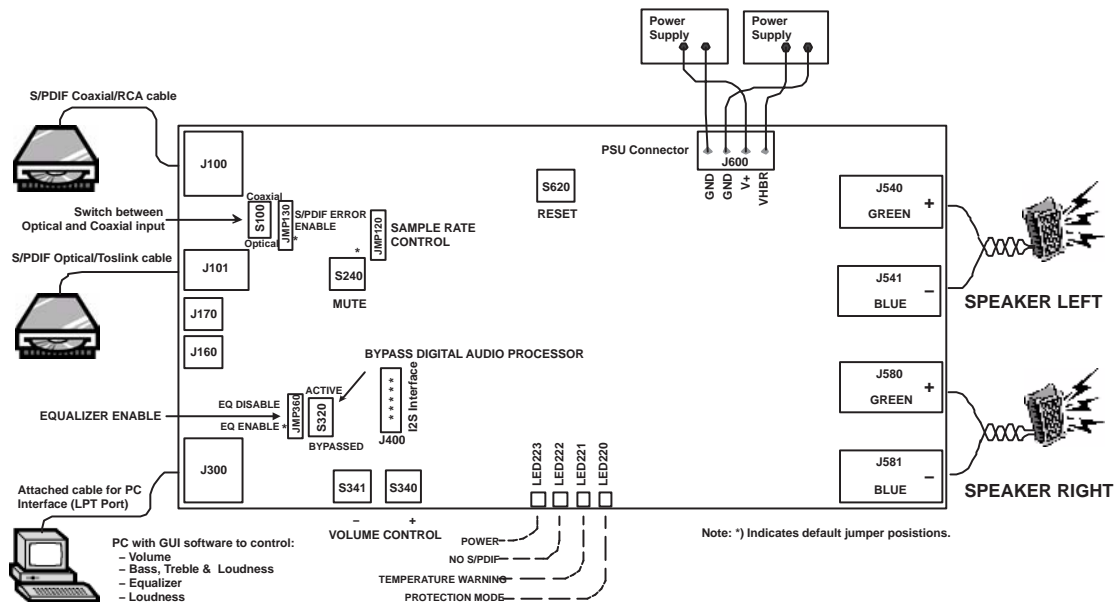 Power
Supply
Power
Supply
S/PDIF Coaxial/RCA cable
PSU Connector
J600
GND
GND
V+
VHBR
J100
S620
RESET
J540
+
GREEN
Switch between
Optical and Coaxial input
Coaxial
S100
Optical
JMP130
S/PDIF ERROR
ENABLE
*
JMP120
*
SAMPLE RATE
CONTROL
S/PDIF Optical/Toslink cable
J101
S240
MUTE
J541
–
BLUE
SPEAKER LEFT
J170
J160
BYPASS DIGITAL AUDIO PROCESSOR
J580
+
GREEN
EQUALIZER ENABLE
EQ DISABLE
EQ ENABLE *
JMP360
ACTIVE
S320
BYPASSED
* * * * *
I2S Interface
J400
J581
–
BLUE
SPEAKER RIGHT
J300
Attached cable for PC
Interface (LPT Port)
S341
S340
– +
VOLUME CONTROL
LED223
LED222
LED221
LED220
POWER
NO S/PDIF
TEMPERATURE WARNING
PROTECTION MODE
Note: *) Indicates default jumper posistions.
PC with GUI software to control:
– Volume
– Bass, Treble & Loudness
– Equalizer
– Loudness